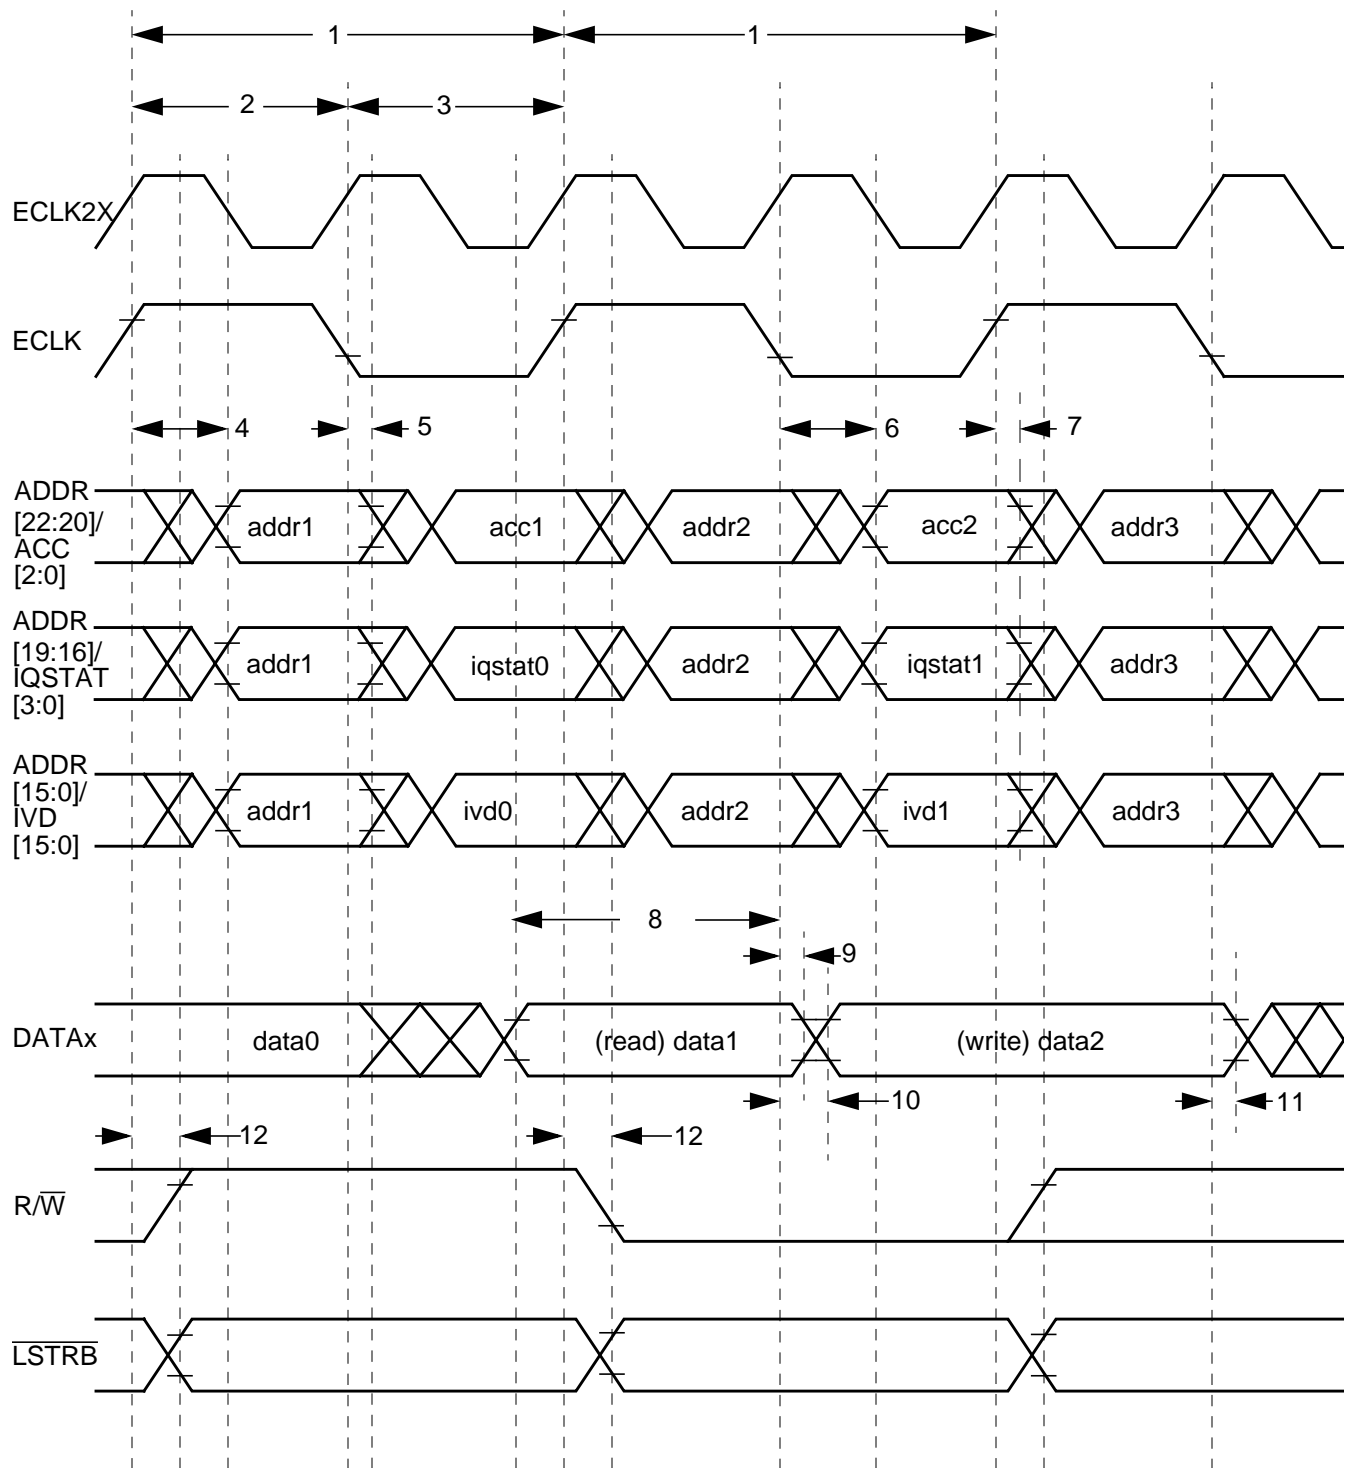 1 1
2 3
ECLK2X
ECLK
4 5 6 7
ADDR
[22:20]/
ACC
[2:0]
addr1 acc1 addr2 acc2 addr3
ADDR
[19:16]/
IQSTAT
[3:0]
addr1 iqstat0 addr2 iqstat1 addr3
ADDR
[15:0]/
IVD
[15:0]
addr1 ivd0 addr2 ivd1 addr3
8
9
DATAx data0 (read) data1 (write) data2
10 11
12 12
R/W̅
L̅S̅T̅R̅B̅